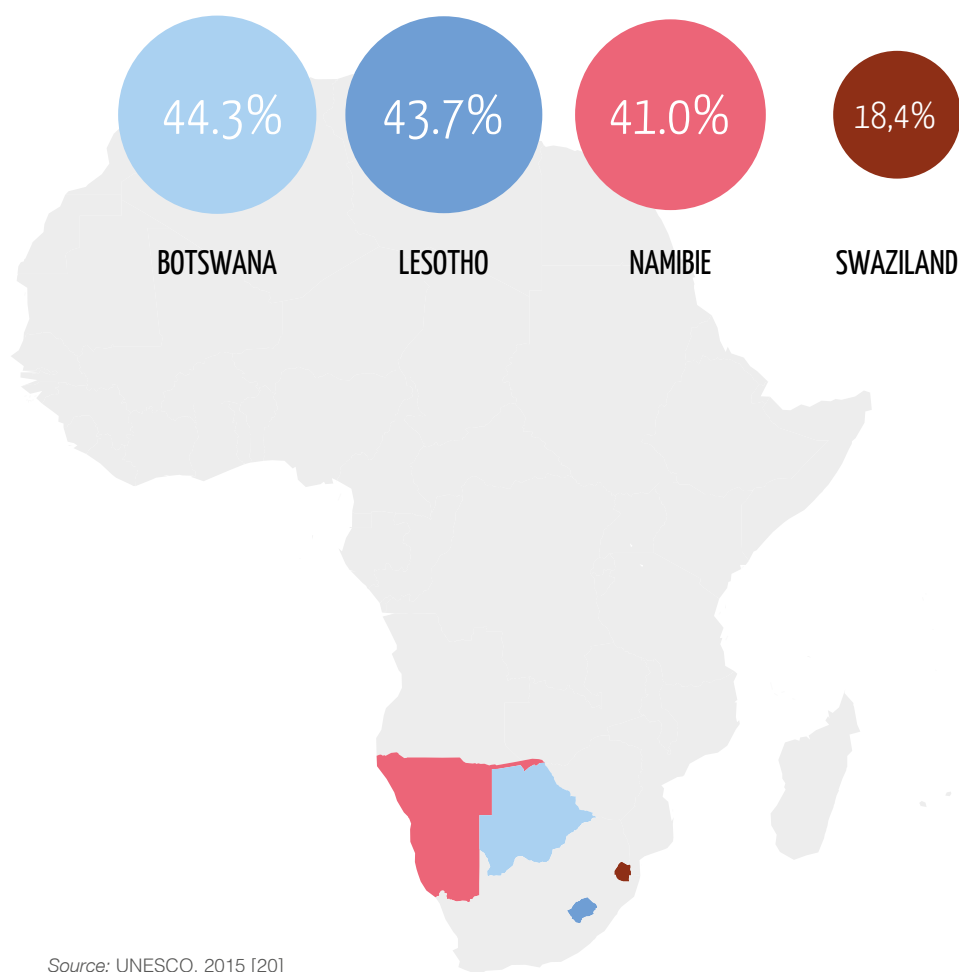 44.3% 43.7% 41.0% 18,4%
BOTSWANA LESOTHO NAMIBIE SWAZILAND
Source: UNESCO, 2015 [20]